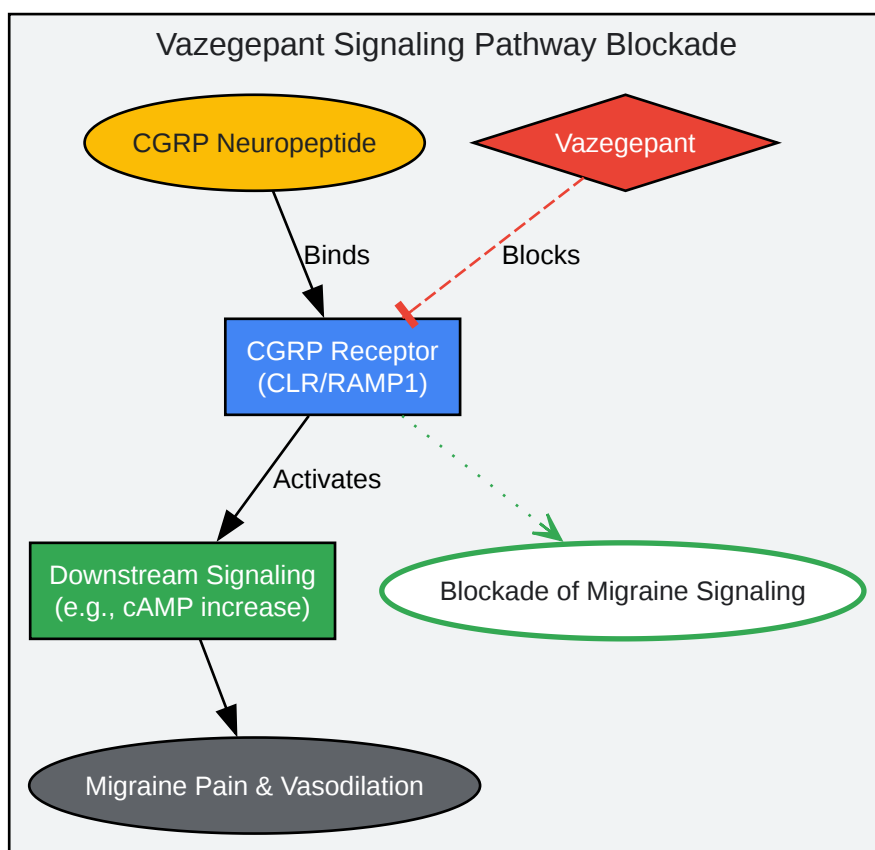 Vazegepant Signaling Pathway Blockade
CGRP Neuropeptide
Vazegepant
Binds
Blocks
CGRP Receptor
(CLR/RAMP1)
Activates
Downstream Signaling
(e.g., cAMP increase)
Blockade of Migraine Signaling
Migraine Pain & Vasodilation